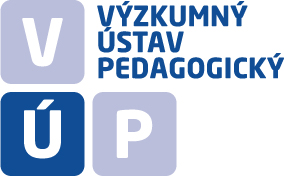 V
VÝZKUMNÝ
ÚSTAV
PEDAGOGICKÝ
Ú P